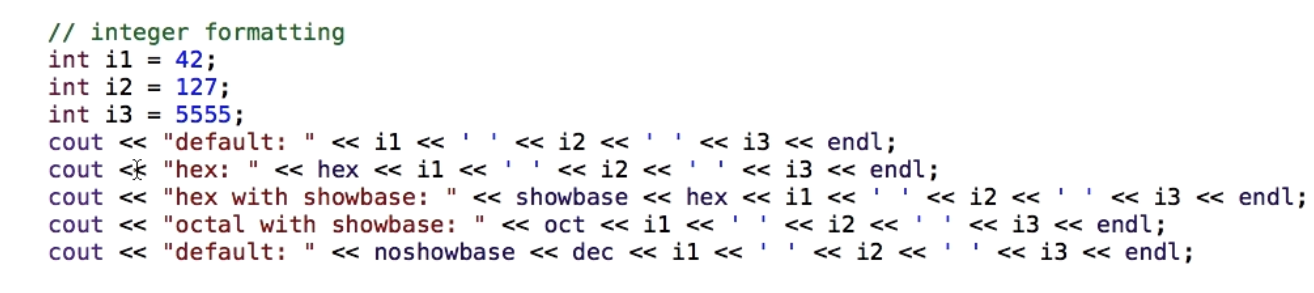 // integer formatting
int i1 = 42;
int i2 = 127;
int i3 = 5555;
cout << "default: " << i1 << ' ' << i2 << ' ' << i3 << endl;
cout << "hex: " << hex << i1 << ' ' << i2 << ' ' << i3 << endl;
cout << "hex with showbase: " << showbase << hex << i1 << ' ' << i2 << ' ' << i3 << endl;
cout << "octal with showbase: " << oct << i1 << ' ' << i2 << ' ' << i3 << endl;
cout << "default: " << noshowbase << dec << i1 << ' ' << i2 << ' ' << i3 << endl;